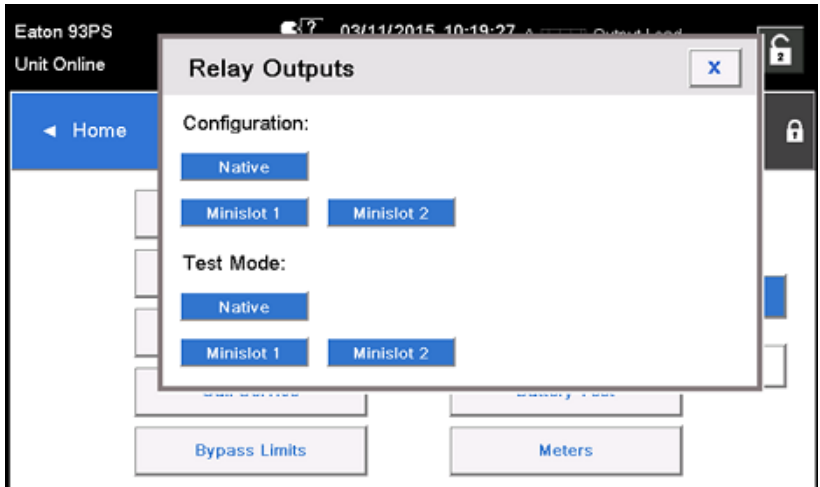 Eaton 93PS
03/11/2015 10:19:27
Unit Online
2
Relay Outputs
X
◄ Home
Configuration:
Native
Minislot 1 Minislot 2
Test Mode:
Native
Minislot 1 Minislot 2
Bypass Limits Meters